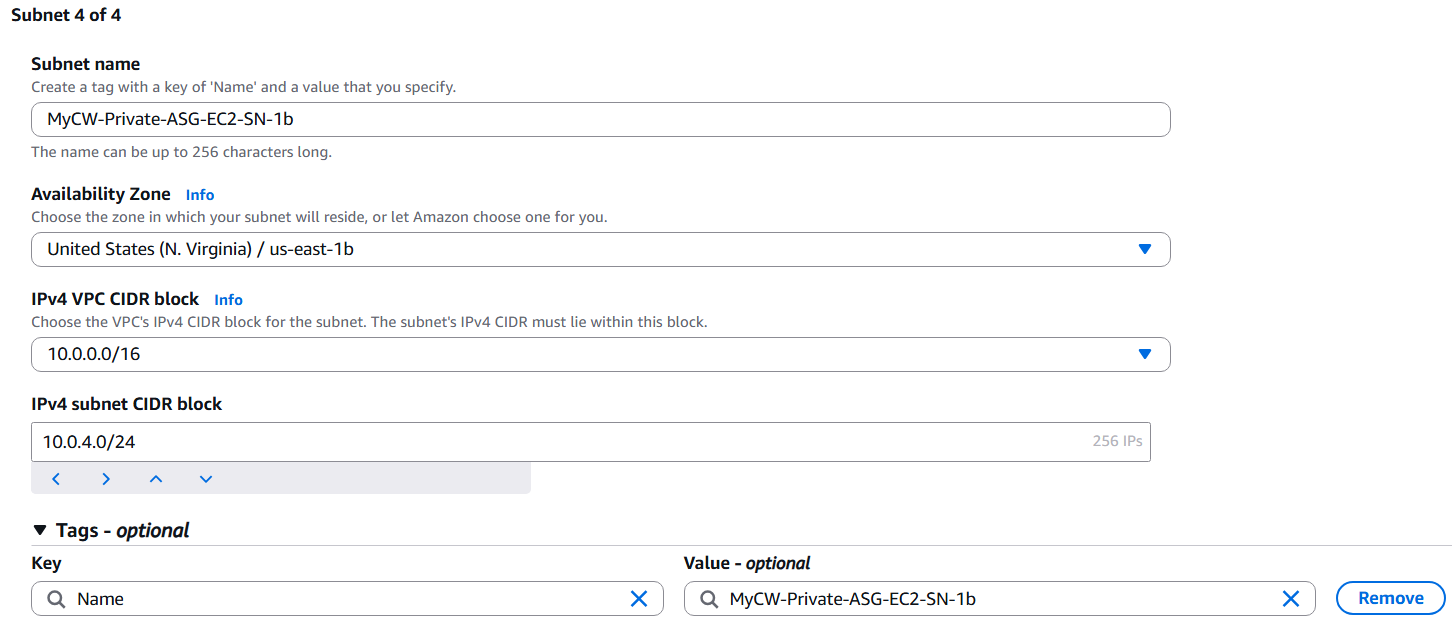 Subnet 4 of 4
Subnet name
Create a tag with a key of 'Name' and a value that you specify.
MyCW-Private-ASG-EC2-SN-1b
The name can be up to 256 characters long.
Availability Zone Info
Choose the zone in which your subnet will reside, or let Amazon choose one for you.
United States (N. Virginia) / us-east-1b
IPv4 VPC CIDR block Info
Choose the VPC's IPv4 CIDR block for the subnet. The subnet's IPv4 CIDR must lie within this block.
10.0.0.0/16
IPv4 subnet CIDR block
10.0.4.0/24 256 IPs
Tags - optional
Key Value - optional
Name MyCW-Private-ASG-EC2-SN-1b Remove